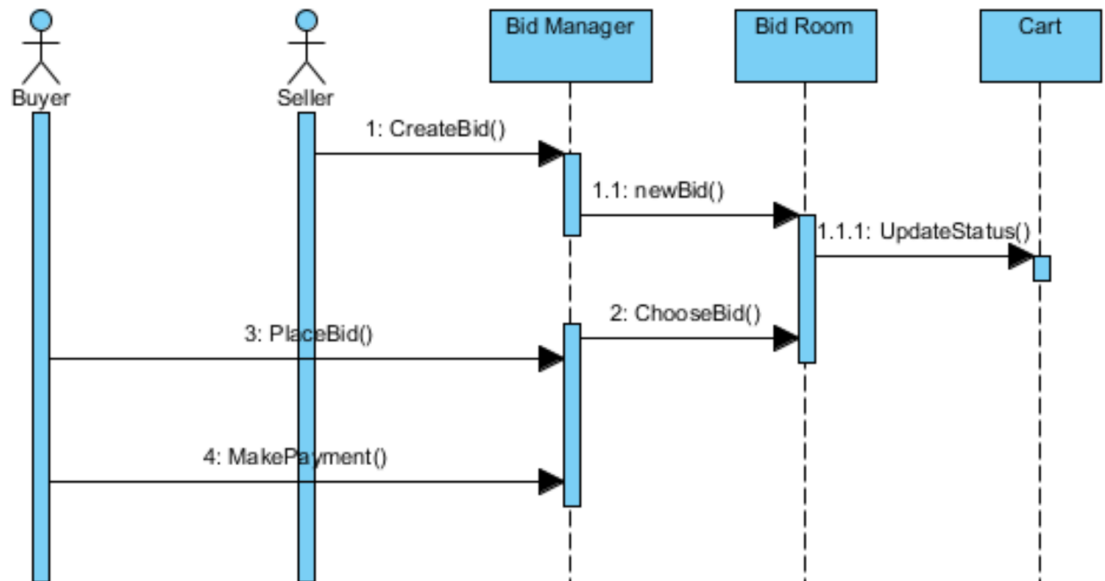 Bid Manager
Bid Room
Cart
Buyer
Seller
1: CreateBid()
1.1: newBid()
1.1.1: UpdateStatus()
2: ChooseBid()
3: PlaceBid()
4: MakePayment()